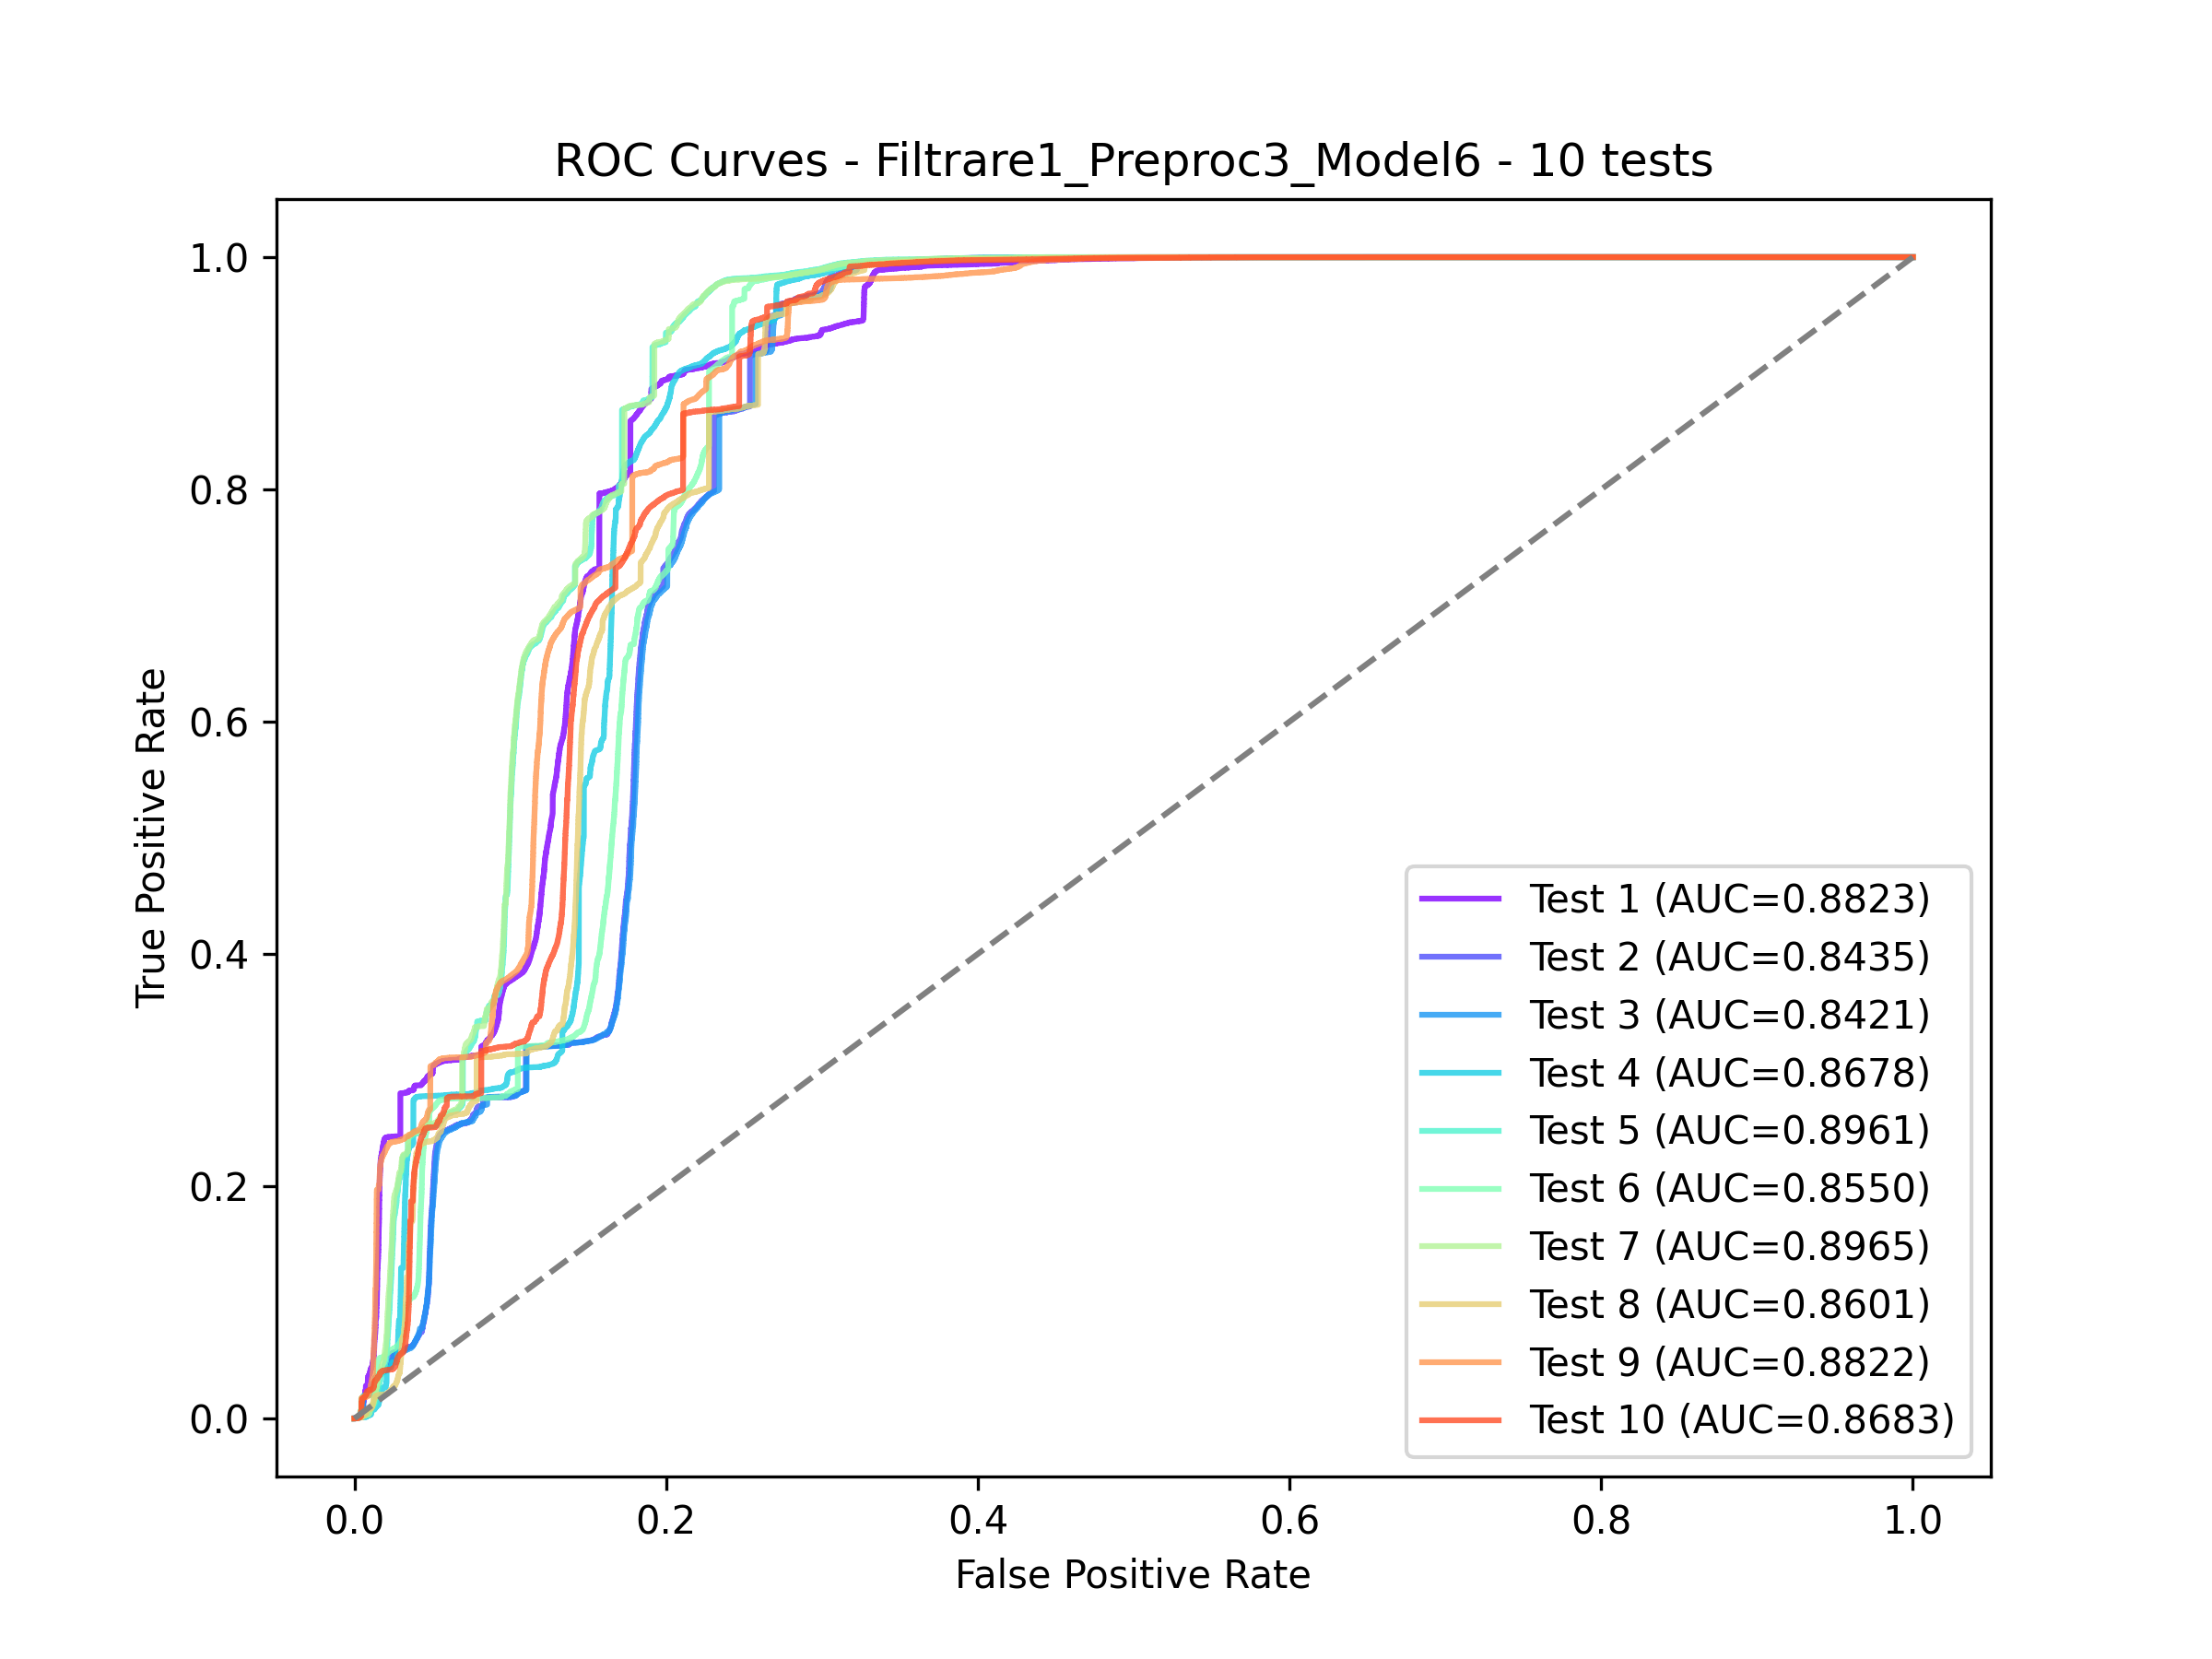 ROC Curves - Filtrare1_Preproc3_Model6 - 10 tests
1.0
0.8
0.6
0.4
0.2
0.0
True Positive Rate
0.0 0.2 0.4 0.6 0.8 1.0
False Positive Rate
Test 1 (AUC=0.8823)
Test 2 (AUC=0.8435)
Test 3 (AUC=0.8421)
Test 4 (AUC=0.8678)
Test 5 (AUC=0.8961)
Test 6 (AUC=0.8550)
Test 7 (AUC=0.8965)
Test 8 (AUC=0.8601)
Test 9 (AUC=0.8822)
Test 10 (AUC=0.8683)